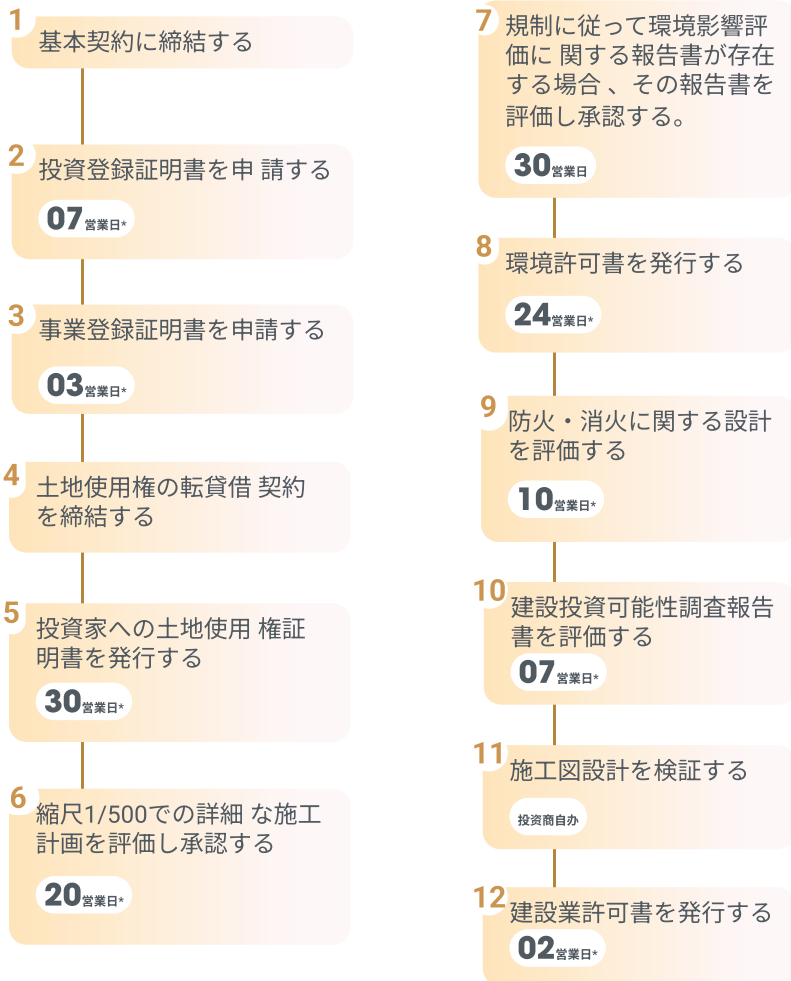 1
基本契約に締結する
2
投資登録証明書を申 請する
07営業日*
3
事業登録証明書を申請する
03営業日*
4
土地使用権の転貸借 契約
を締結する
5
投資家への土地使用 権証
明書を発行する
30営業日*
6
縮尺1/500での詳細 な施工
計画を評価し承認する
20営業日*
7
規制に従って環境影響評
価に 関する報告書が存在
する場合 、その報告書を
評価し承認する。
30営業日
8
環境許可書を発行する
24営業日*
9
防火・消火に関する設計
を評価する
10営業日*
10
建設投資可能性調査報告
書を評価する
07営業日*
11
施工図設計を検証する
投资商自办
12
建設業許可書を発行する
02営業日*